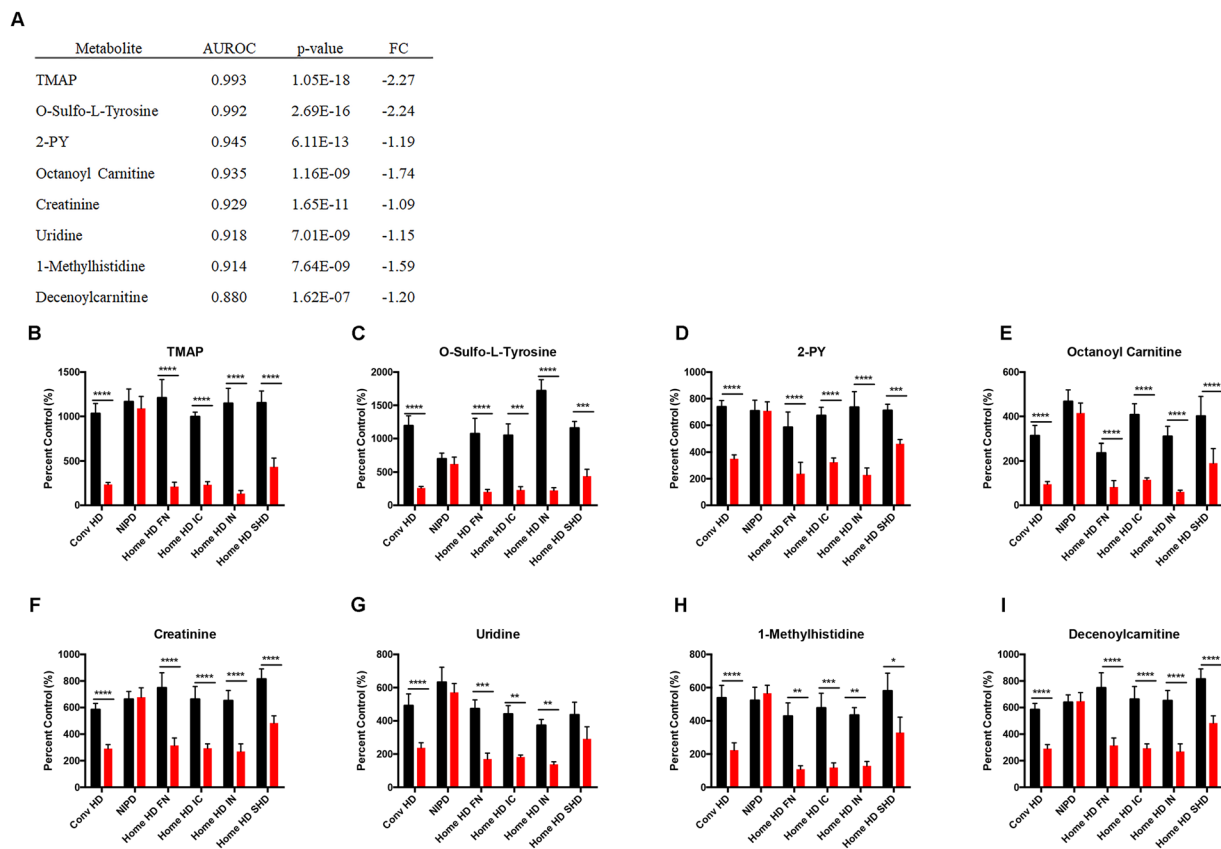 A
Metabolite AUROC p-value FC
TMAP 0.993 1.05E-18 -2.27
O-Sulfo-L-Tyrosine 0.992 2.69E-16 -2.24
2-PY 0.945 6.11E-13 -1.19
Octanoyl Carnitine 0.935 1.16E-09 -1.74
Creatinine 0.929 1.65E-11 -1.09
Uridine 0.918 7.01E-09 -1.15
1-Methylhistidine 0.914 7.64E-09 -1.59
Decenoylcarnitine 0.880 1.62E-07 -1.20
B
TMAP
Percent Control (%)
1500
1000
500
0
**** **** **** **** ****
Conv HD
NIPD
Home HD FN
Home HD IC
Home HD IN
Home HD SHD
C
O-Sulfo-L-Tyrosine
Percent Control (%)
2000
1500
1000
500
0
**** **** *** **** ***
Conv HD
NIPD
Home HD FN
Home HD IC
Home HD IN
Home HD SHD
D
2-PY
Percent Control (%)
1000
800
600
400
200
0
**** **** **** **** ***
Conv HD
NIPD
Home HD FN
Home HD IC
Home HD IN
Home HD SHD
E
Octanoyl Carnitine
Percent Control (%)
600
400
200
0
**** **** **** **** ****
Conv HD
NIPD
Home HD FN
Home HD IC
Home HD IN
Home HD SHD
F
Creatinine
Percent Control (%)
1000
800
600
400
200
0
**** **** **** **** ****
Conv HD
NIPD
Home HD FN
Home HD IC
Home HD IN
Home HD SHD
G
Uridine
Percent Control (%)
800
600
400
200
0
**** *** ** **
Conv HD
NIPD
Home HD FN
Home HD IC
Home HD IN
Home HD SHD
H
1-Methylhistidine
Percent Control (%)
800
600
400
200
0
**** ** *** ** *
Conv HD
NIPD
Home HD FN
Home HD IC
Home HD IN
Home HD SHD
I
Decenoylcarnitine
Percent Control (%)
1000
800
600
400
200
0
**** **** **** **** ****
Conv HD
NIPD
Home HD FN
Home HD IC
Home HD IN
Home HD SHD